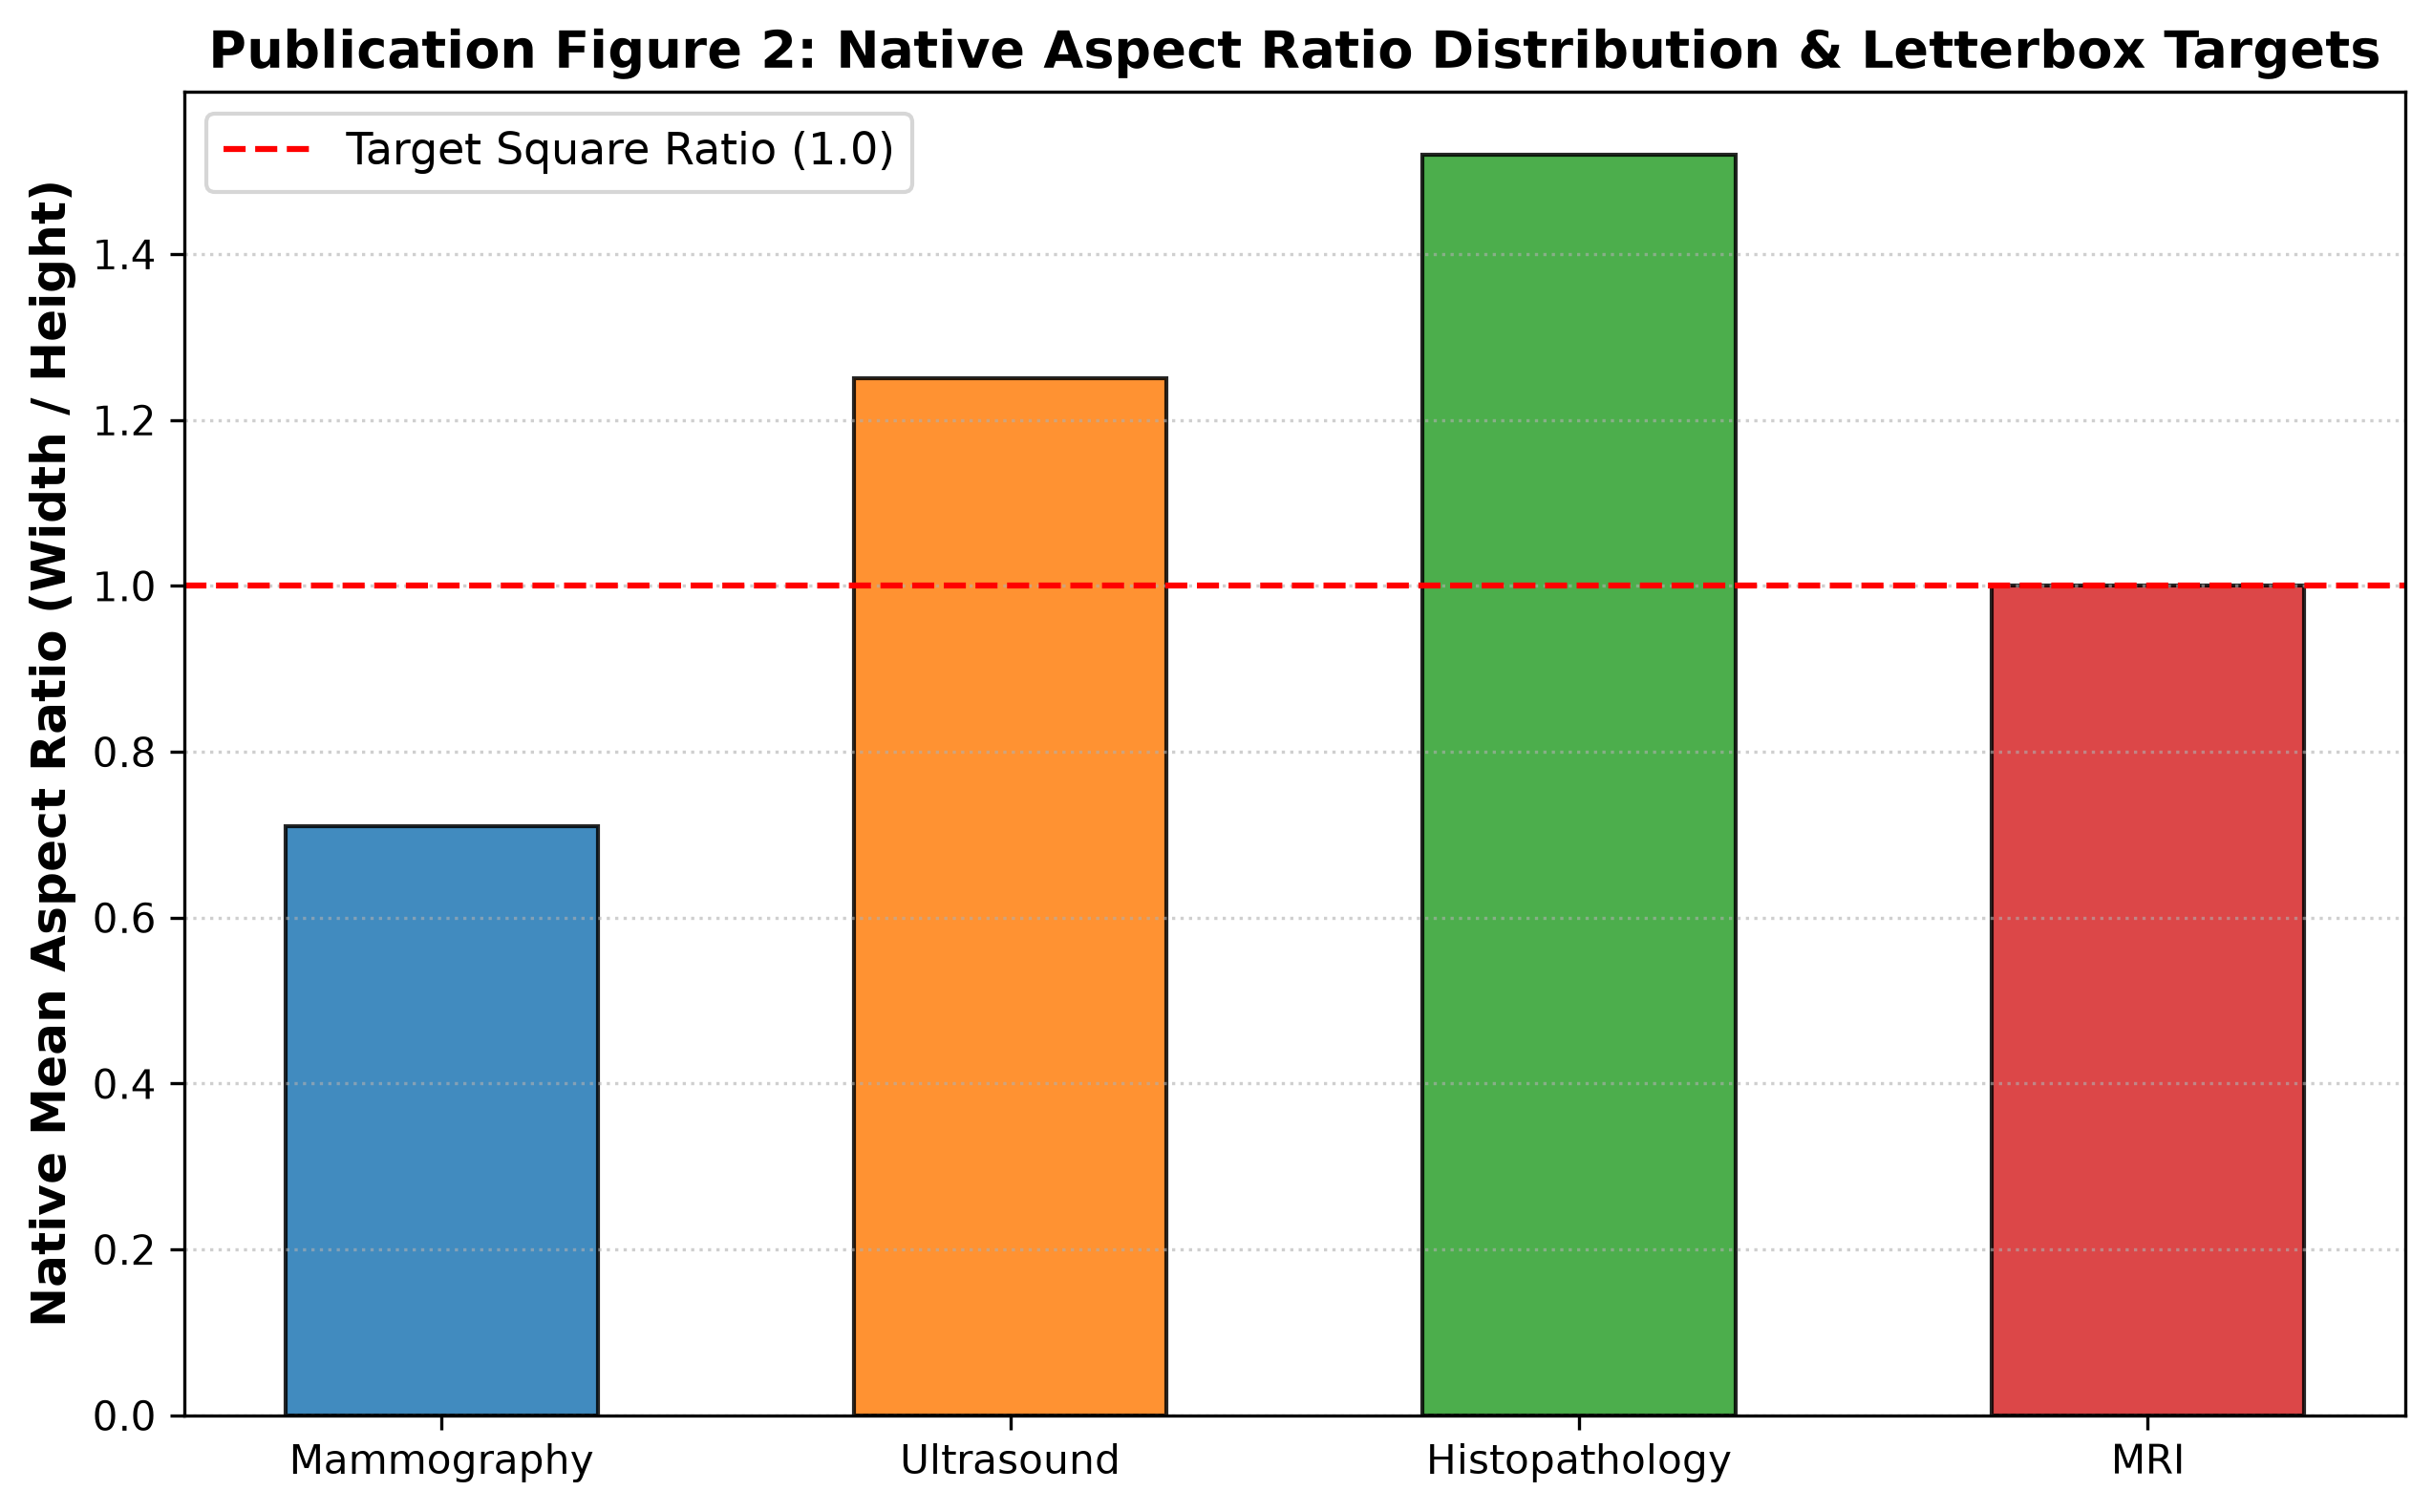 Publication Figure 2: Native Aspect Ratio Distribution & Letterbox Targets
Target Square Ratio (1.0)
Native Mean Aspect Ratio (Width / Height)
1.4
1.2
1.0
0.8
0.6
0.4
0.2
0.0
Mammography
Ultrasound
Histopathology
MRI